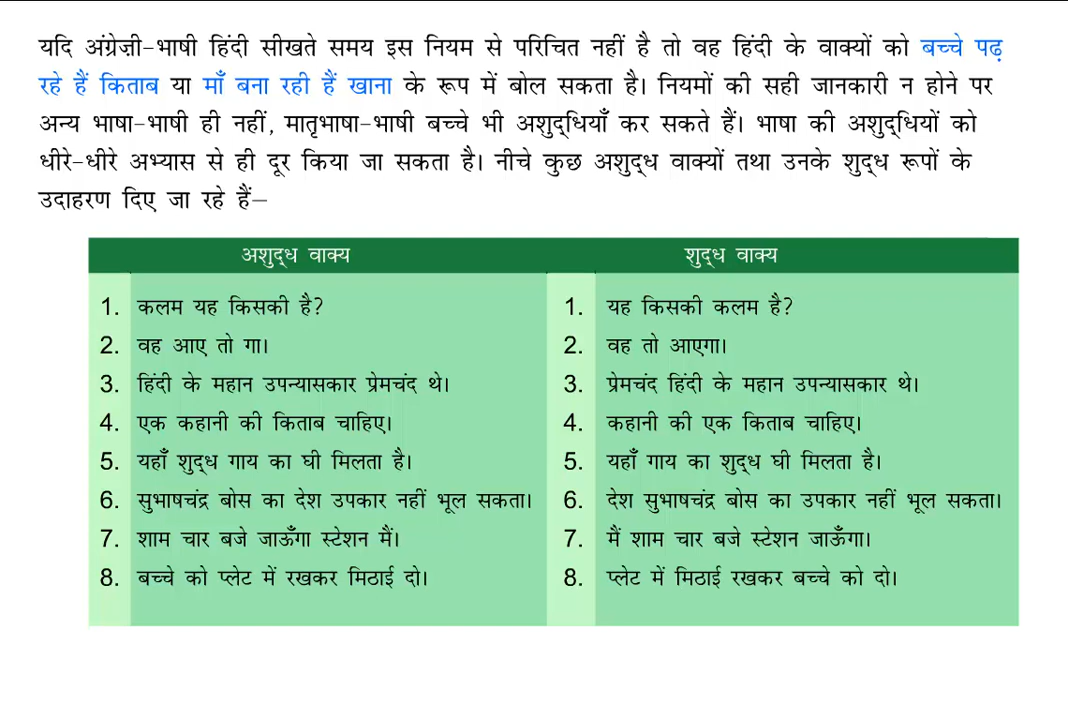 यदि अंग्रेज़ी-भाषी हिंदी सीखते समय इस नियम से परिचित नहीं है तो वह हिंदी के वाक्यों को बच्चे पढ़
रहे हैं किताब या माँ बना रही हैं खाना के रूप में बोल सकता है। नियमों की सही जानकारी न होने पर
अन्य भाषा-भाषी ही नहीं, मातृभाषा-भाषी बच्चे भी अशुद्धियाँ कर सकते हैं। भाषा की अशुद्धियों को
धीरे-धीरे अभ्यास से ही दूर किया जा सकता है। नीचे कुछ अशुद्ध वाक्यों तथा उनके शुद्ध रूपों के
उदाहरण दिए जा रहे हैं—
अशुद्ध वाक्य शुद्ध वाक्य
1. कलम यह किसकी है? 1. यह किसकी कलम है?
2. वह आए तो गा। 2. वह तो आएगा।
3. हिंदी के महान उपन्यासकार प्रेमचंद थे। 3. प्रेमचंद हिंदी के महान उपन्यासकार थे।
4. एक कहानी की किताब चाहिए। 4. कहानी की एक किताब चाहिए।
5. यहाँ शुद्ध गाय का घी मिलता है। 5. यहाँ गाय का शुद्ध घी मिलता है।
6. सुभाषचंद्र बोस का देश उपकार नहीं भूल सकता। 6. देश सुभाषचंद्र बोस का उपकार नहीं भूल सकता।
7. शाम चार बजे जाऊँगा स्टेशन मैं। 7. मैं शाम चार बजे स्टेशन जाऊँगा।
8. बच्चे को प्लेट में रखकर मिठाई दो। 8. प्लेट में मिठाई रखकर बच्चे को दो।